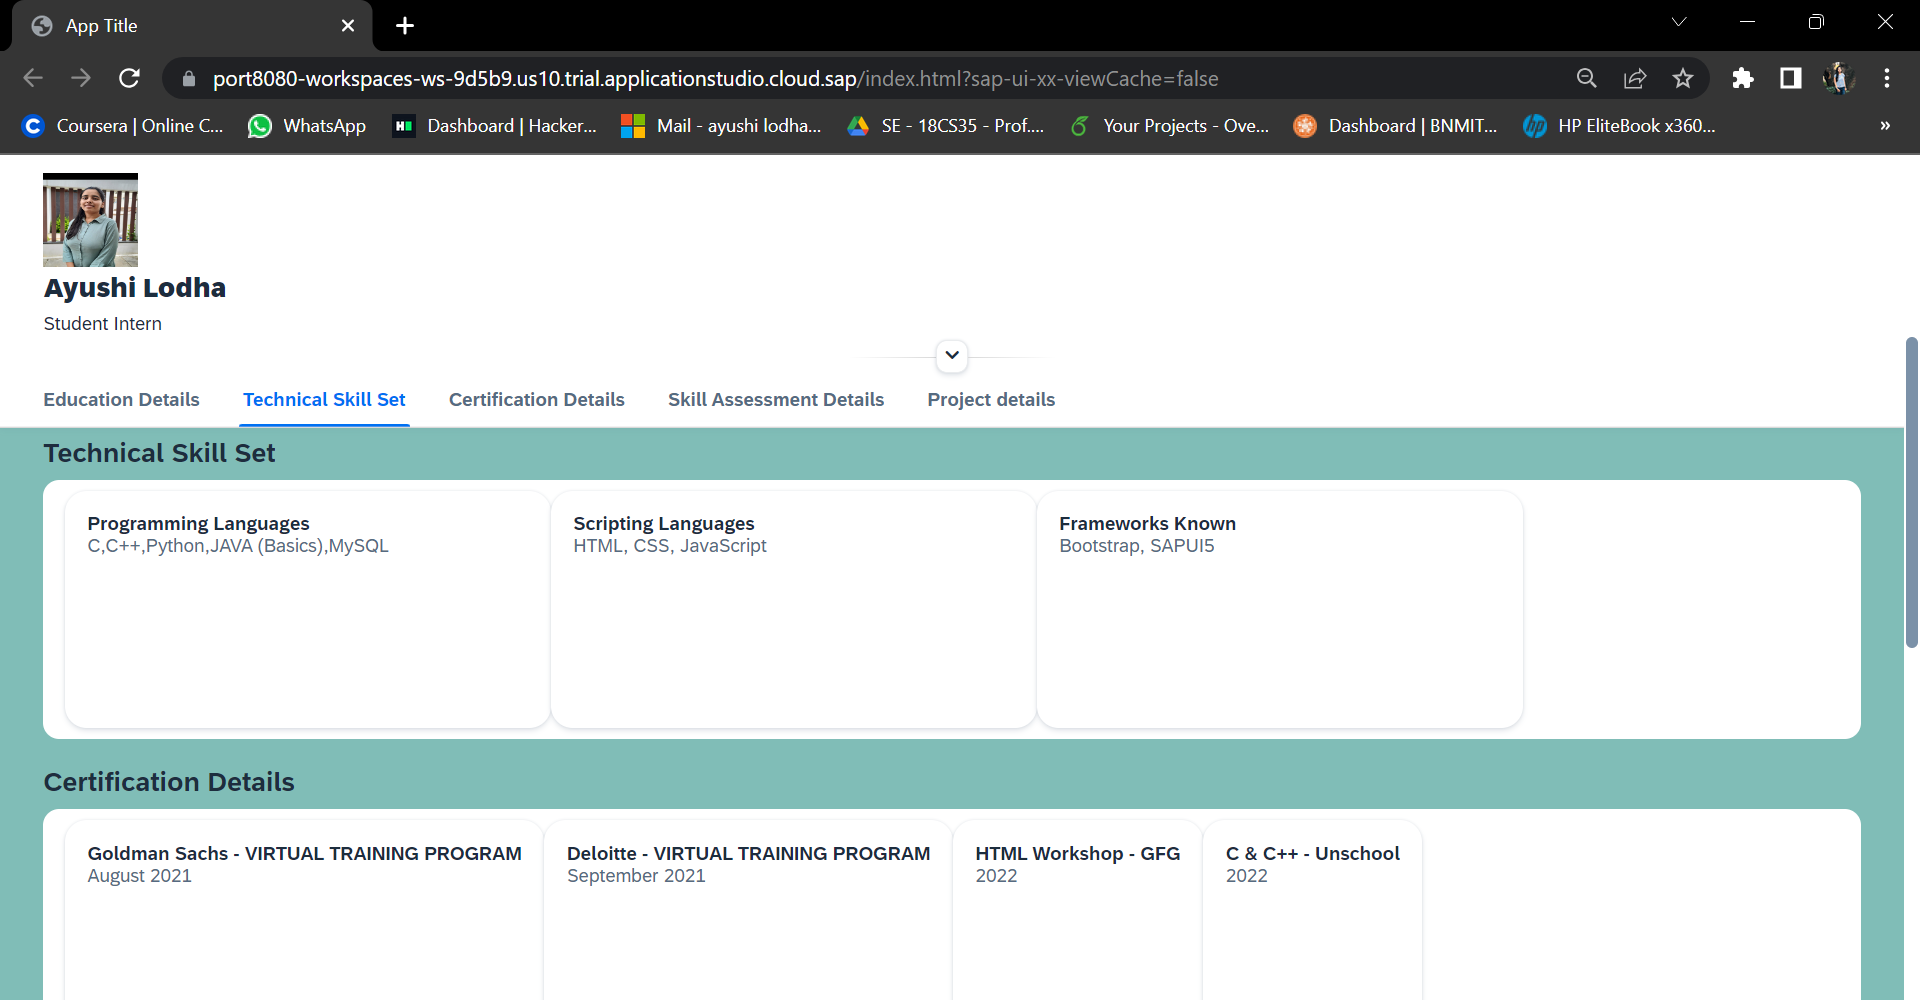 App Title
port8080-workspaces-ws-9d5b9.us10.trial.applicationstudio.cloud.sap/index.html?sap-ui-xx-viewCache=false
C Coursera | Online C... WhatsApp H Dashboard | Hacker... Mail - ayushi lodha... SE - 18CS35 - Prof.... Your Projects - Ove... Dashboard | BNMIT... hp HP EliteBook x360... »
Ayushi Lodha
Student Intern
Education Details Technical Skill Set Certification Details Skill Assessment Details Project details
Technical Skill Set
Programming Languages Scripting Languages Frameworks Known
C,C++,Python,JAVA (Basics),MySQL HTML, CSS, JavaScript Bootstrap, SAPUI5
Certification Details
Goldman Sachs - VIRTUAL TRAINING PROGRAM Deloitte - VIRTUAL TRAINING PROGRAM HTML Workshop - GFG C & C++ - Unschool
August 2021 September 2021 2022 2022